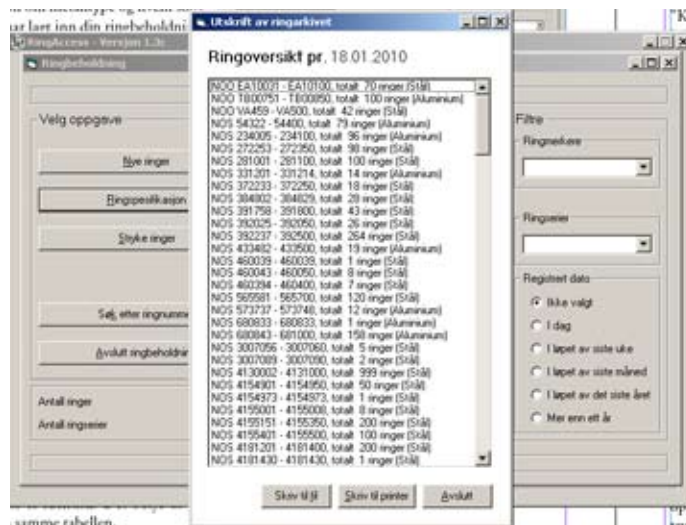 Utskrift av ringarkivet
Ringoversikt pr. 18.01.2010
NOO EA10031 - EA10100, totalt 70 ringer (Stål)
NOO TB00751 - TB00850, totalt 100 ringer (Aluminium)
NOO VA459 - VA500, totalt 42 ringer (Stål)
NOS 54322 - 54400, totalt 79 ringer (Aluminium)
NOS 234005 - 234100, totalt 96 ringer (Aluminium)
NOS 272253 - 272350, totalt 98 ringer (Stål)
NOS 281001 - 281100, totalt 100 ringer (Stål)
NOS 331201 - 331214, totalt 14 ringer (Aluminium)
NOS 372233 - 372250, totalt 18 ringer (Stål)
NOS 384802 - 384829, totalt 28 ringer (Stål)
NOS 391758 - 391800, totalt 43 ringer (Stål)
NOS 392025 - 392050, totalt 26 ringer (Stål)
NOS 392237 - 392500, totalt 264 ringer (Stål)
NOS 433482 - 433500, totalt 19 ringer (Aluminium)
NOS 460039 - 460039, totalt 1 ringer (Stål)
NOS 460043 - 460050, totalt 8 ringer (Stål)
NOS 460394 - 460400, totalt 7 ringer (Stål)
NOS 565581 - 565700, totalt 120 ringer (Stål)
NOS 573737 - 573748, totalt 12 ringer (Aluminium)
NOS 680833 - 680833, totalt 1 ringer (Aluminium)
NOS 680843 - 681000, totalt 158 ringer (Aluminium)
NOS 3007056 - 3007060, totalt 5 ringer (Stål)
NOS 3007089 - 3007090, totalt 2 ringer (Stål)
NOS 4130002 - 4131000, totalt 999 ringer (Stål)
NOS 4154901 - 4154950, totalt 50 ringer (Stål)
NOS 4154973 - 4154973, totalt 1 ringer (Stål)
NOS 4155001 - 4155008, totalt 8 ringer (Stål)
NOS 4155151 - 4155350, totalt 200 ringer (Stål)
NOS 4155401 - 4155500, totalt 100 ringer (Stål)
NOS 4181201 - 4181400, totalt 200 ringer (Stål)
NOS 4181430 - 4181430, totalt 1 ringer (Stål)
Skriv til fil
Skriv til printer
Avslutt
RingAccess - Versjon 1.3c
Ringbeholdning
Velg oppgave
Nye ringer
Ringspesifikasjon
Stryke ringer
Søk etter ringnumme
Avslutt ringbeholdnin
Antall ringer
Antall ringserier
Filtre
Ringmerkere
Ringserier
Registrert dato
Ikke valgt
I dag
I løpet av siste uke
I løpet av siste måned
I løpet av det siste året
Mer enn ett år
samme tabellen